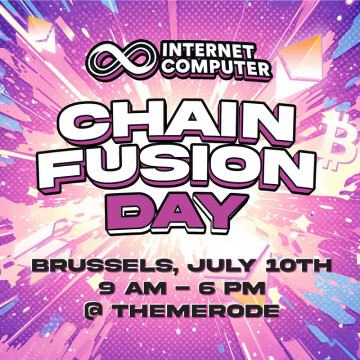 INTERNET
COMPUTER
CHAIN
FUSION
DAY
BRUSSELS, JULY 10TH
9 AM – 6 PM
@ THEMERODE